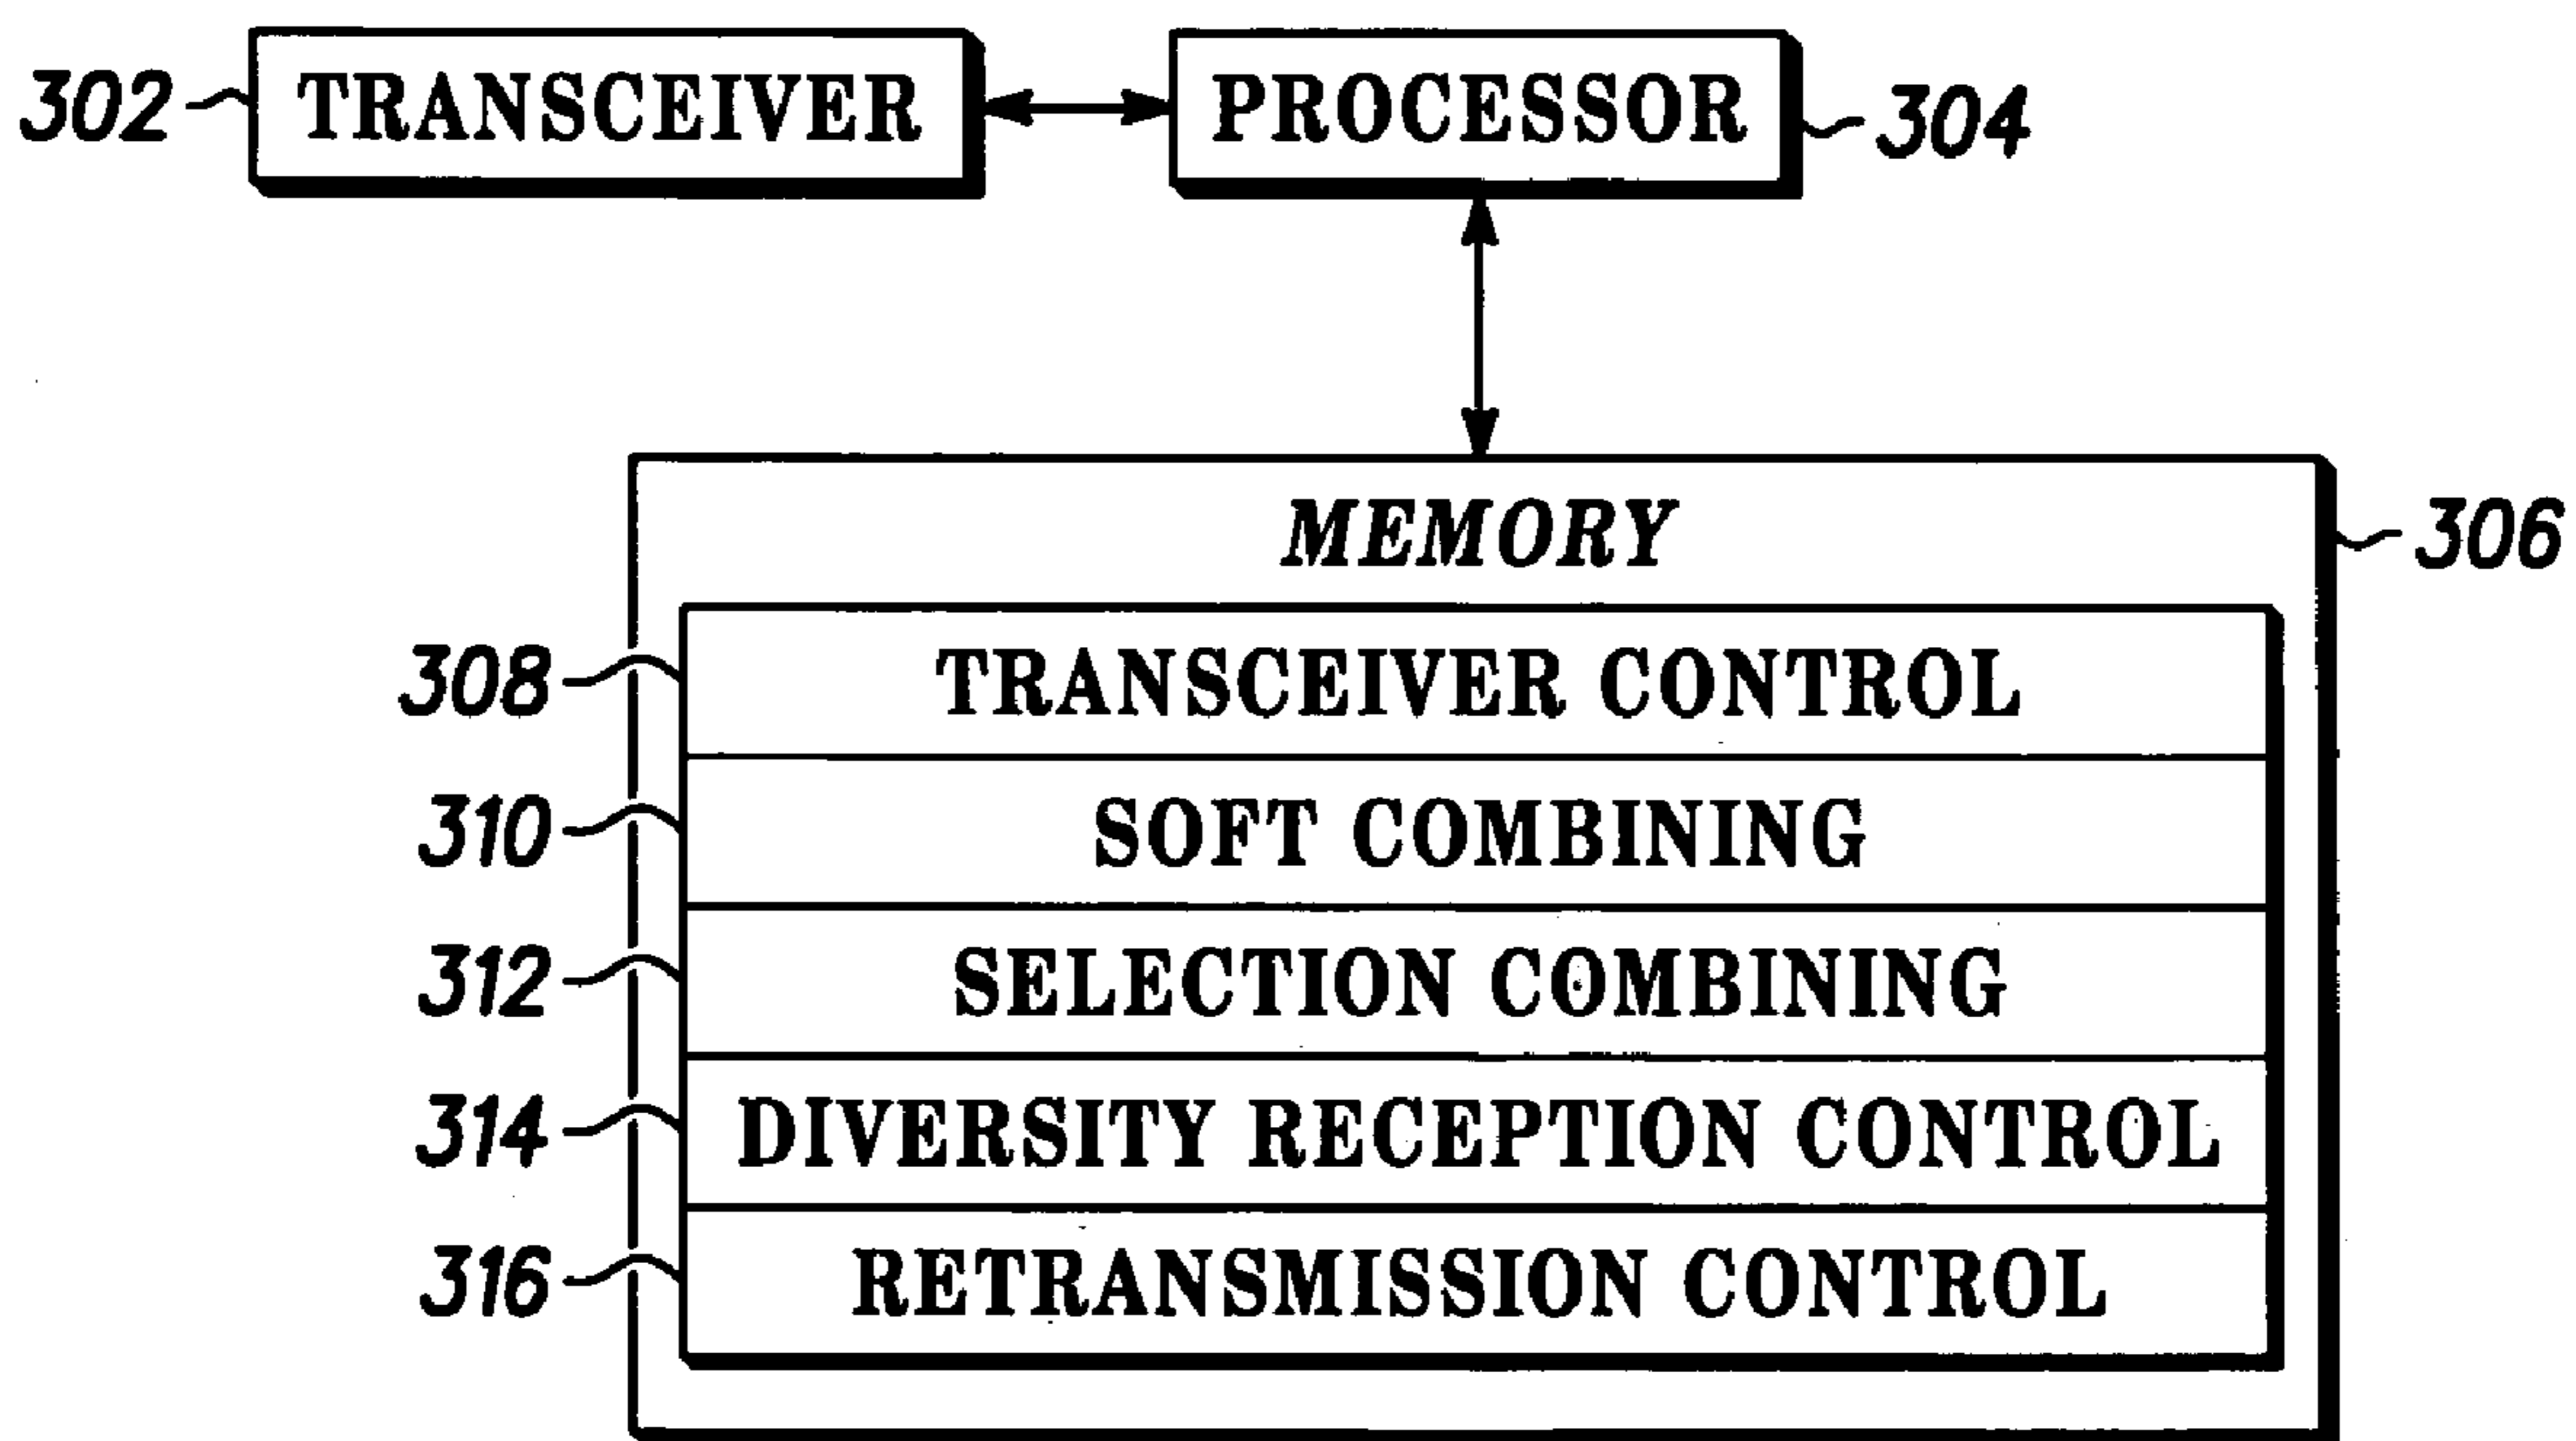 302 TRANSCEIVER PROCESSOR 304
MEMORY 306
308 TRANSCEIVER CONTROL
310 SOFT COMBINING
312 SELECTION COMBINING
314 DIVERSITY RECEPTION CONTROL
316 RETRANSMISSION CONTROL